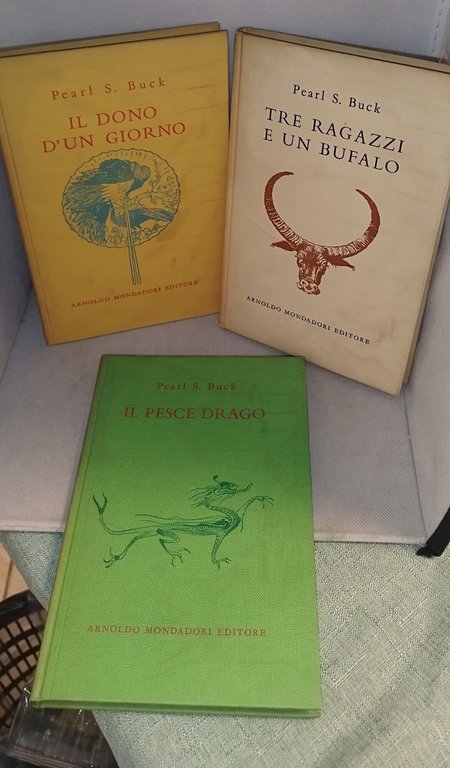 Pearl S. Buck
IL DONO
D'UN GIORNO
ARNOLDO MONDADORI EDITORE
Pearl S. Buck
TRE RAGAZZI
E UN BUFALO
ARNOLDO MONDADORI EDITORE
Pearl S. Buck
IL PESCE DRAGO
ARNOLDO MONDADORI EDITORE